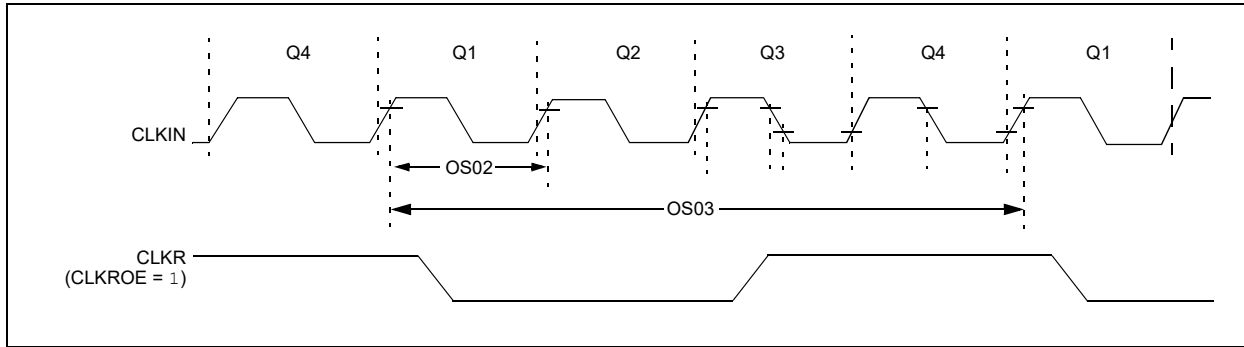 Q4 Q1 Q2 Q3 Q4 Q1
CLKIN
OS02
OS03
CLKR
(CLKROE = 1)